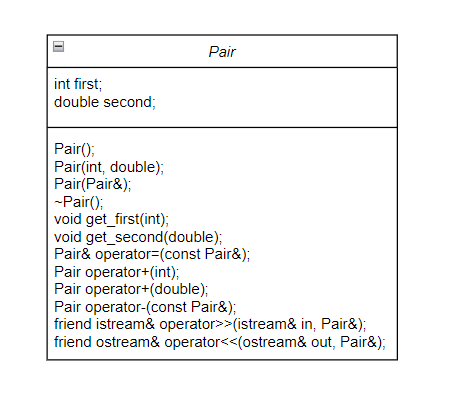 Pair
int first;
double second;
Pair();
Pair(int, double);
Pair(Pair&);
~Pair();
void get_first(int);
void get_second(double);
Pair& operator=(const Pair&);
Pair operator+(int);
Pair operator+(double);
Pair operator-(const Pair&);
friend istream& operator>>(istream& in, Pair&);
friend ostream& operator<<(ostream& out, Pair&);